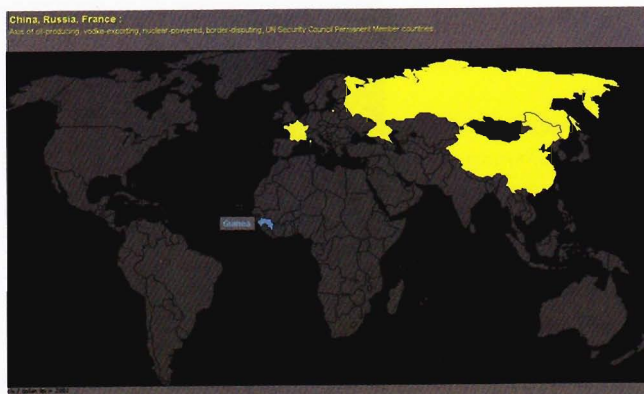 China, Russia, France :
Axis of oil-producing, vodka-exporting, nuclear-powered, border-disputing, UN Security Council Permanent Member countries
Guinea